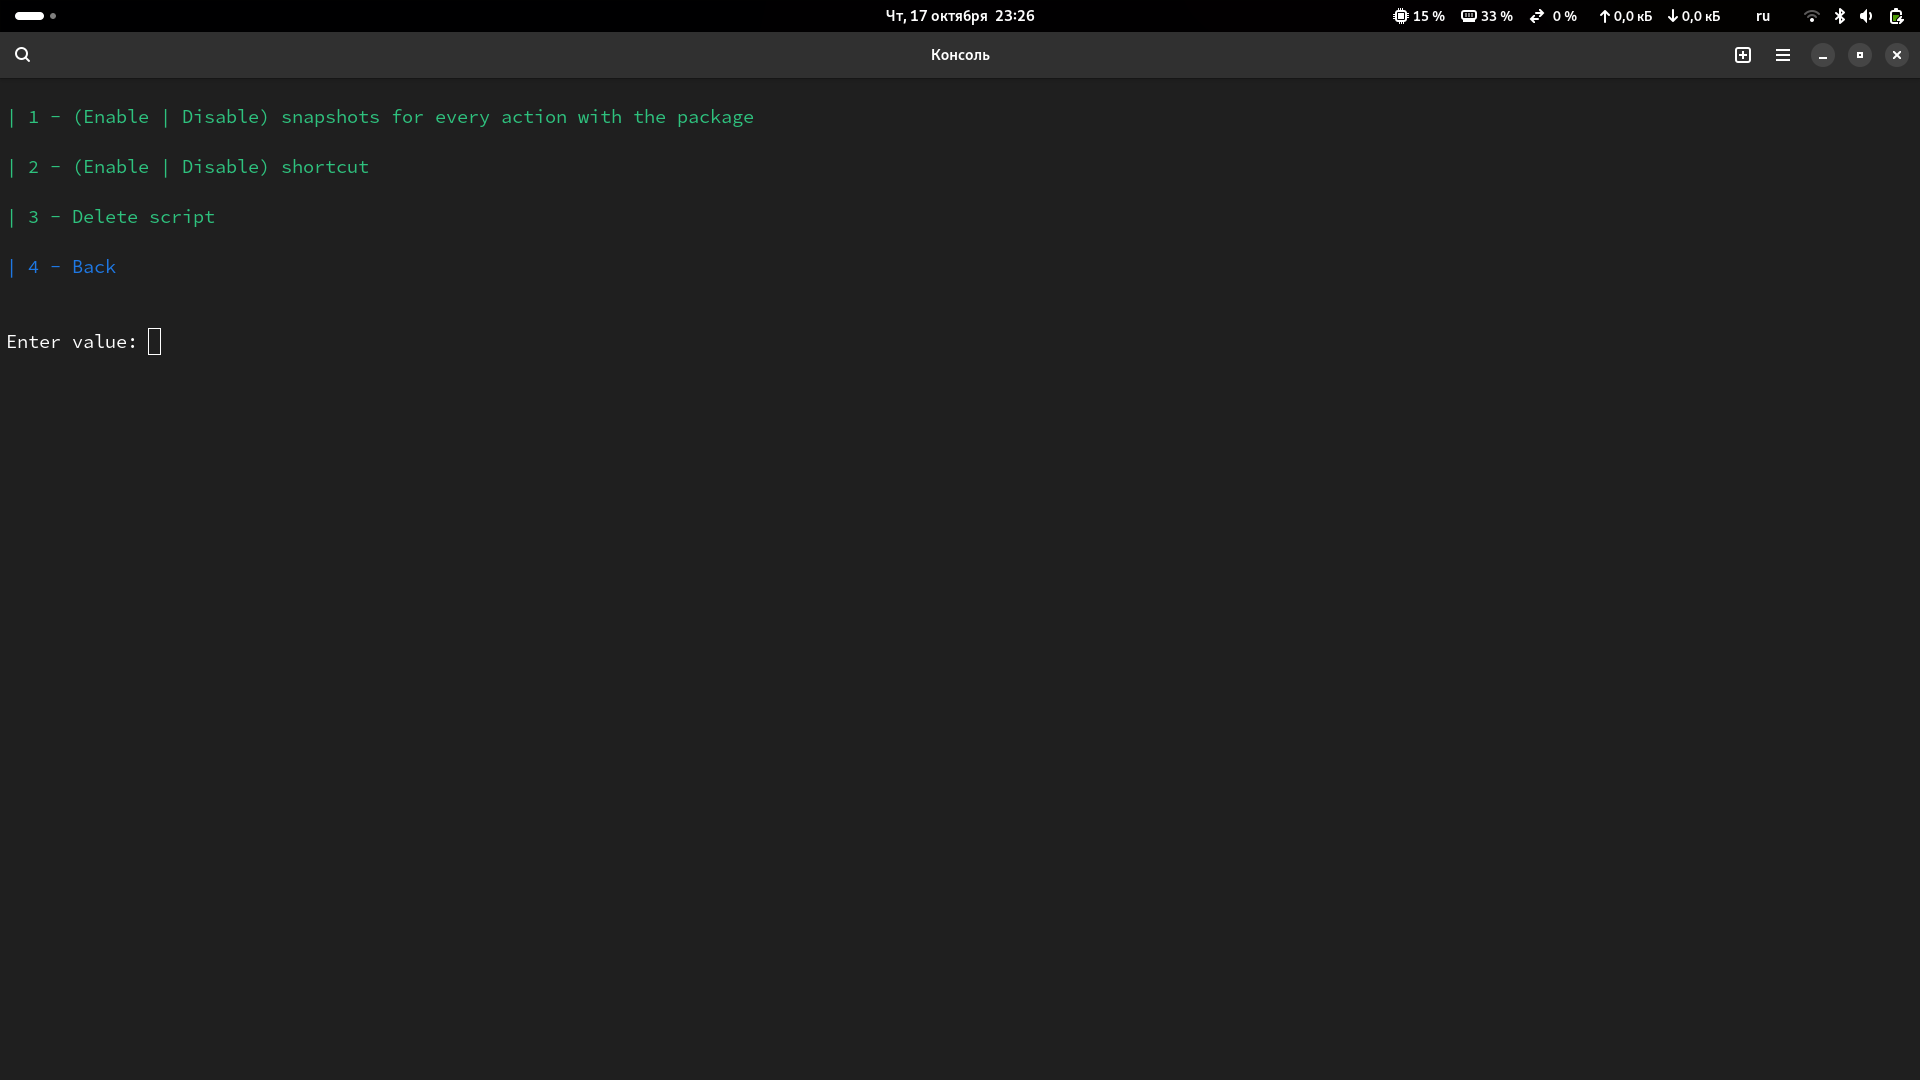 Чт, 17 октября 23:26
15 % 33 % 0 % 0,0 кБ 0,0 кБ ru
Консоль
| 1 - (Enable | Disable) snapshots for every action with the package
| 2 - (Enable | Disable) shortcut
| 3 - Delete script
| 4 - Back
Enter value: